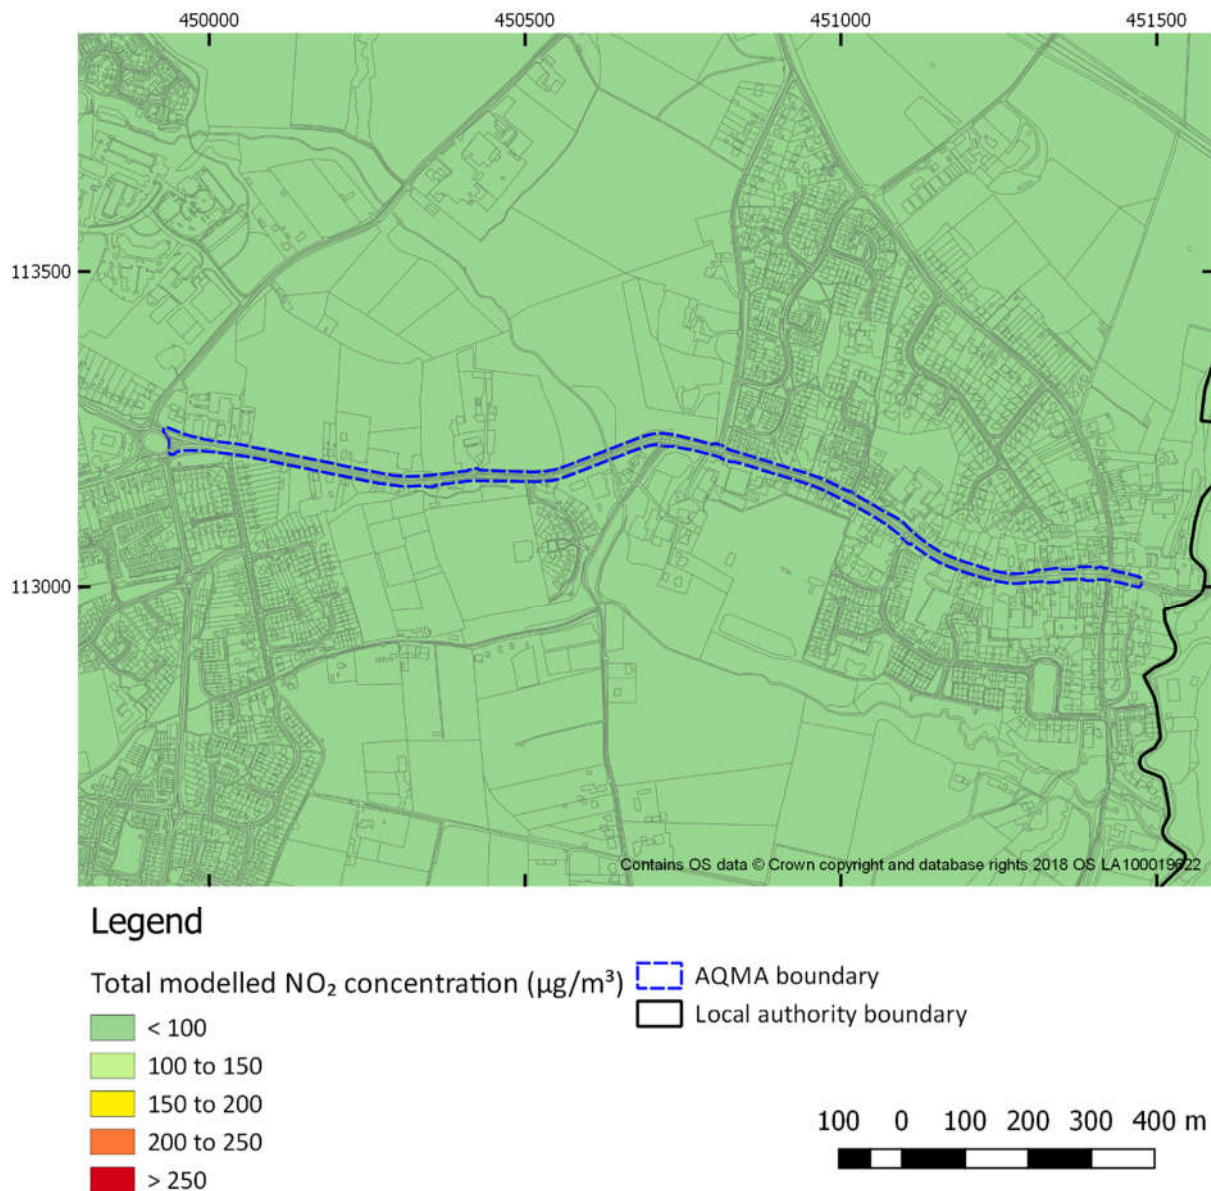 450000 450500 451000 451500
113500
113000
Contains OS data © Crown copyright and database rights 2018 OS LA100019622
Legend
Total modelled NO₂ concentration (µg/m³)
< 100
100 to 150
150 to 200
200 to 250
> 250
AQMA boundary
Local authority boundary
100 0 100 200 300 400 m